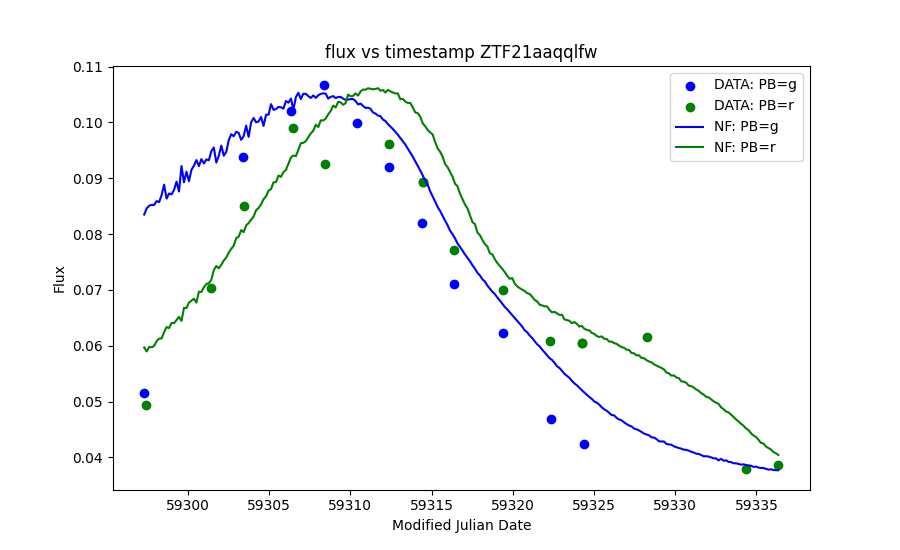 flux vs timestamp ZTF21aaqqlfw
0.11
0.10
0.09
0.08
0.07
0.06
0.05
0.04
Flux
DATA: PB=g
DATA: PB=r
NF: PB=g
NF: PB=r
59300 59305 59310 59315 59320 59325 59330 59335
Modified Julian Date